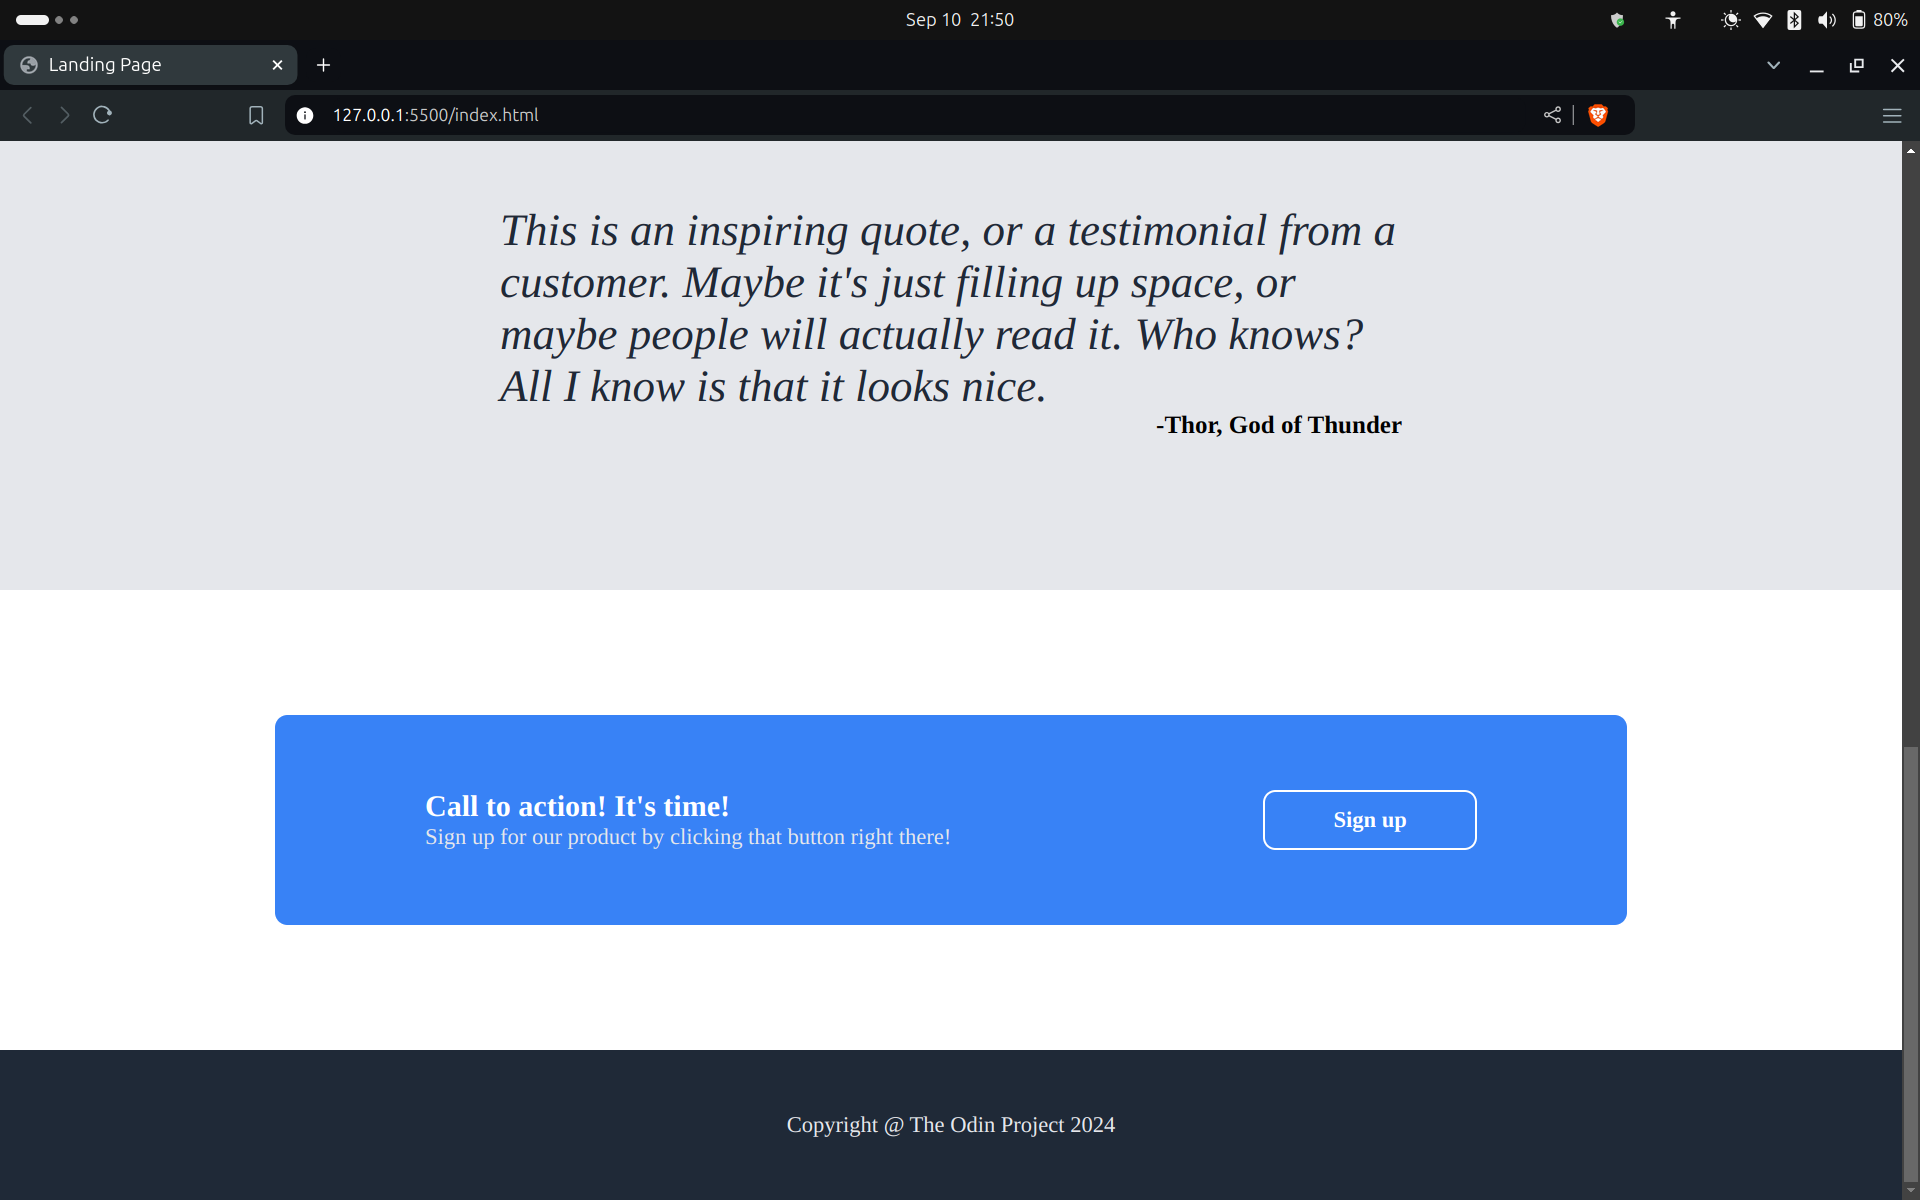 Sep 10 21:50
80%
Landing Page
127.0.0.1:5500/index.html
This is an inspiring quote, or a testimonial from a
customer. Maybe it's just filling up space, or
maybe people will actually read it. Who knows?
All I know is that it looks nice.
-Thor, God of Thunder
Call to action! It's time!
Sign up for our product by clicking that button right there!
Sign up
Copyright @ The Odin Project 2024